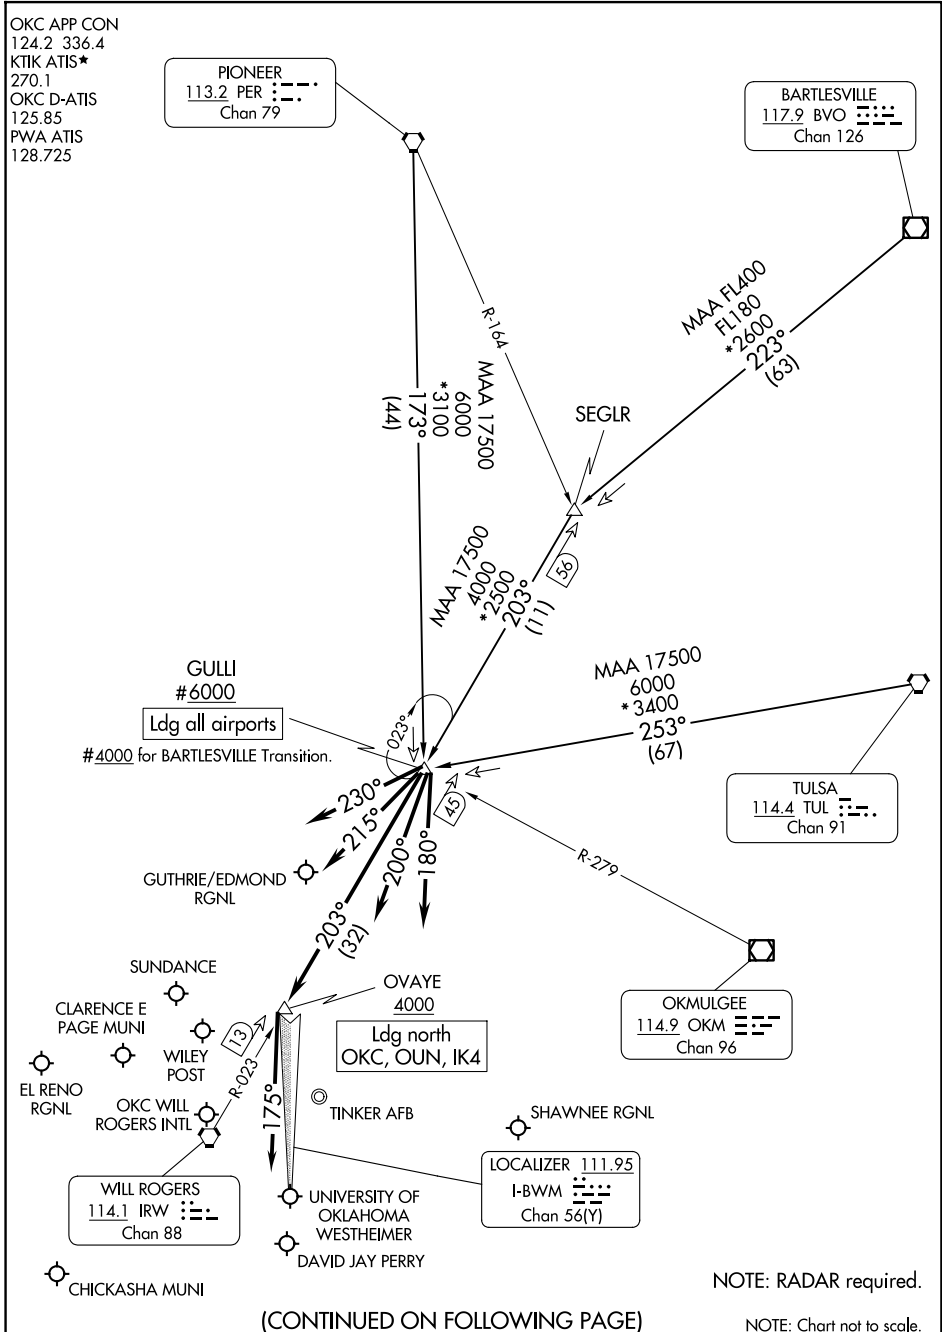 OKC APP CON
124.2 336.4
KTIK ATIS★
270.1
OKC D-ATIS
125.85
PWA ATIS
128.725
PIONEER
113.2 PER
Chan 79
BARTLESVILLE
117.9 BVO
Chan 126
R-164
MAA FL400
FL180
*2600
223°
(63)
MAA 17500
6000
*3100
173°
(44)
SEGLR
56
MAA 17500
4000
*2500
203°
(11)
GULLI
#6000
Ldg all airports
#4000 for BARTLESVILLE Transition.
023°
MAA 17500
6000
*3400
253°
(67)
TULSA
114.4 TUL
Chan 91
45
230°
215°
200°
180°
R-279
GUTHRIE/EDMOND
RGNL
203°
(32)
OKMULGEE
114.9 OKM
Chan 96
SUNDANCE
CLARENCE E
PAGE MUNI
WILEY
POST
EL RENO
RGNL
OVAYE
4000
Ldg north
OKC, OUN, IK4
13
R-023
175°
OKC WILL
ROGERS INTL
TINKER AFB
SHAWNEE RGNL
WILL ROGERS
114.1 IRW
Chan 88
LOCALIZER 111.95
I-BWM
Chan 56(Y)
UNIVERSITY OF
OKLAHOMA
WESTHEIMER
DAVID JAY PERRY
CHICKASHA MUNI
NOTE: RADAR required.
(CONTINUED ON FOLLOWING PAGE)
NOTE: Chart not to scale.